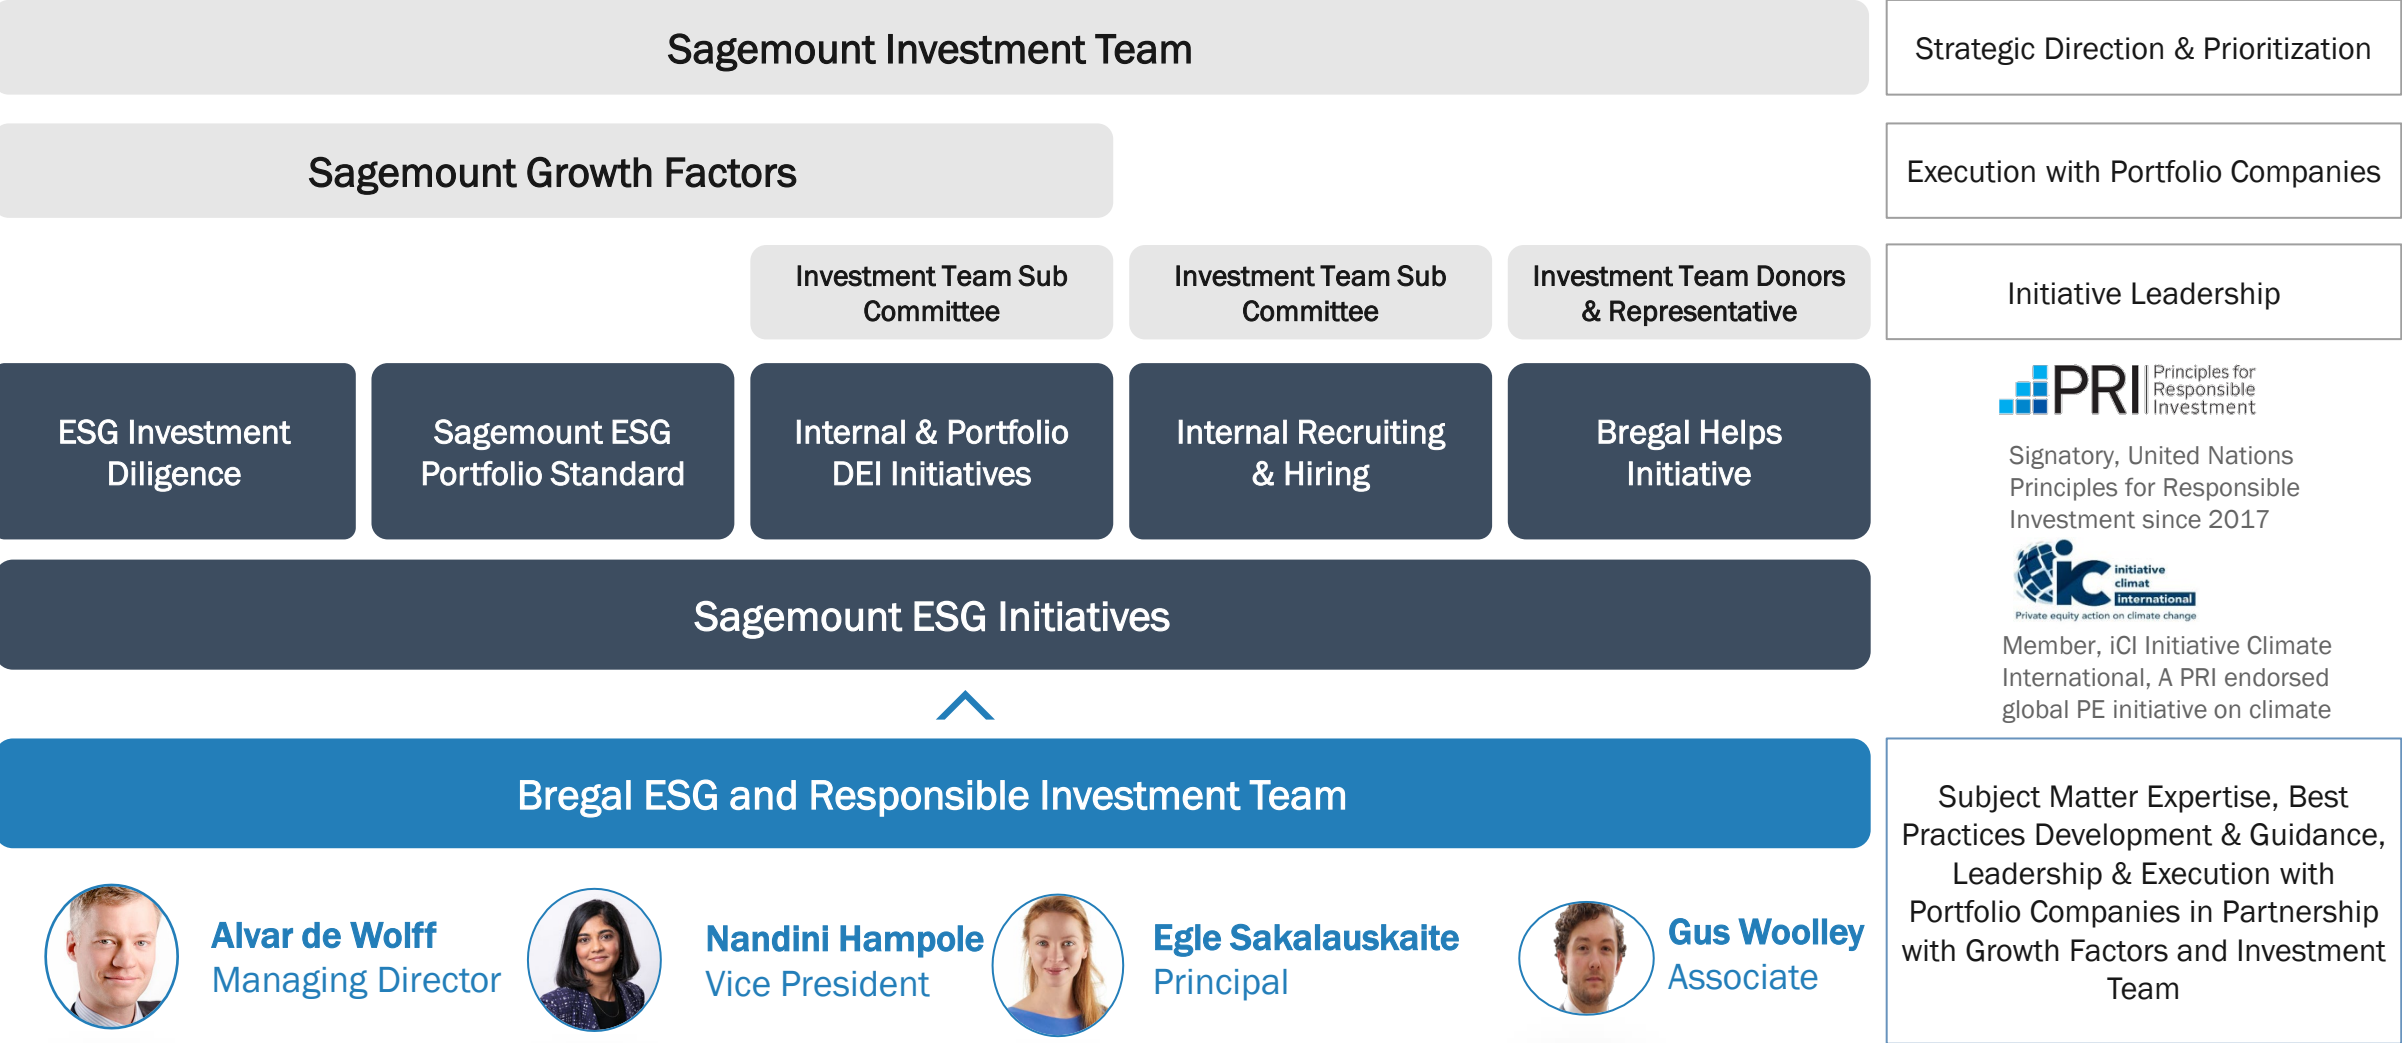 Sagemount Investment Team
Strategic Direction & Prioritization
Sagemount Growth Factors
Execution with Portfolio Companies
Investment Team Sub
Committee
Investment Team Sub
Committee
Investment Team Donors
& Representative
Initiative Leadership
ESG Investment
Diligence
Sagemount ESG
Portfolio Standard
Internal & Portfolio
DEI Initiatives
Internal Recruiting
& Hiring
Bregal Helps
Initiative
PRI
Principles for
Responsible
Investment
Signatory, United Nations
Principles for Responsible
Investment since 2017
Sagemount ESG Initiatives
iC
initiative
climat
international
Private equity action on climate change
Member, iCI Initiative Climate
International, A PRI endorsed
global PE initiative on climate
Bregal ESG and Responsible Investment Team
Alvar de Wolff
Managing Director
Nandini Hampole
Vice President
Egle Sakalauskaite
Principal
Gus Woolley
Associate
Subject Matter Expertise, Best
Practices Development & Guidance,
Leadership & Execution with
Portfolio Companies in Partnership
with Growth Factors and Investment
Team